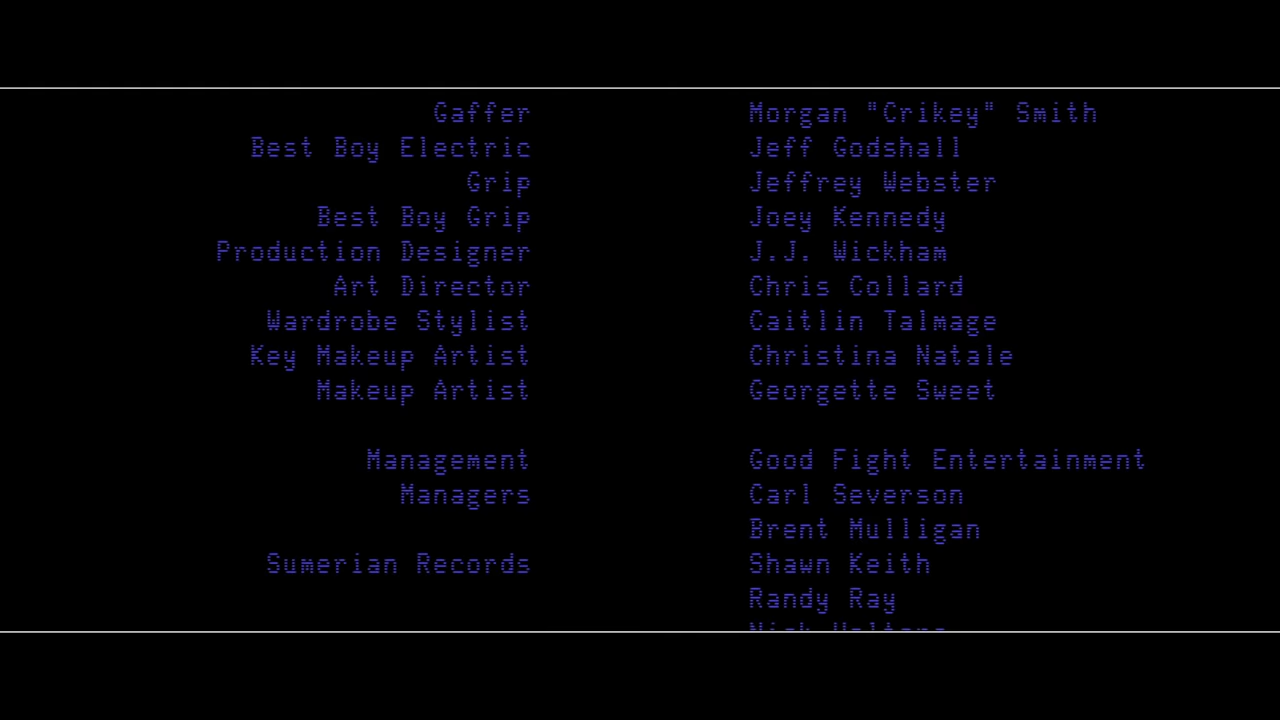 Gaffer Morgan "Crikey" Smith
Best Boy Electric Jeff Godshall
Grip Jeffrey Webster
Best Boy Grip Joey Kennedy
Production Designer J.J. Wickham
Art Director Chris Collard
Wardrobe Stylist Caitlin Talmage
Key Makeup Artist Christina Natale
Makeup Artist Georgette Sweet
Management Good Fight Entertainment
Managers Carl Severson
Brent Mulligan
Sumerian Records Shawn Keith
Randy Ray